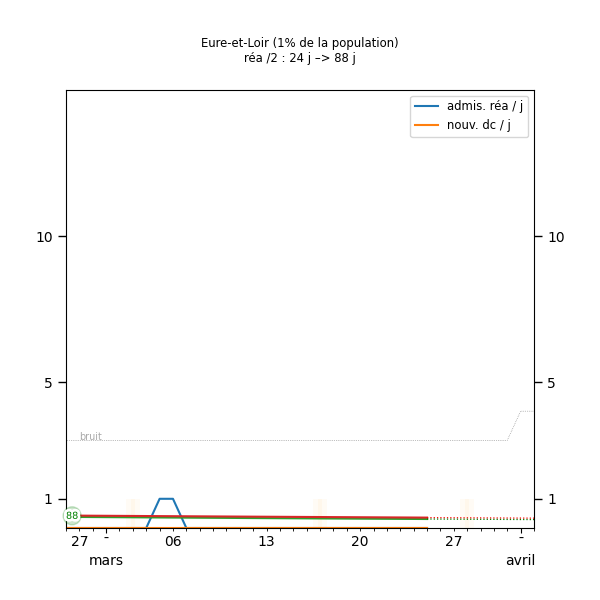 Eure-et-Loir (1% de la population)
réa /2 : 24 j –> 88 j
admis. réa / j
nouv. dc / j
10 10
5 5
bruit
1 1
88
27 - 06 13 20 27 -
mars avril